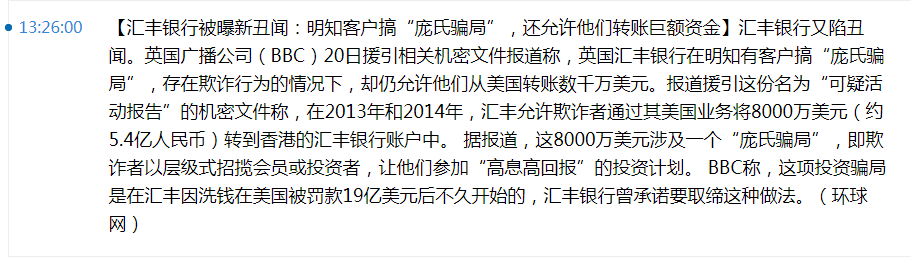 13:26:00 【汇丰银行被曝新丑闻：明知客户搞“庞氏骗局”，还允许他们转账巨额资金】汇丰银行又陷丑
闻。英国广播公司（BBC）20日援引相关机密文件报道称，英国汇丰银行在明知有客户搞“庞氏骗
局”，存在欺诈行为的情况下，却仍允许他们从美国转账数千万美元。报道援引这份名为“可疑活
动报告”的机密文件称，在2013年和2014年，汇丰允许欺诈者通过其美国业务将8000万美元（约
5.4亿人民币）转到香港的汇丰银行账户中。 据报道，这8000万美元涉及一个“庞氏骗局”，即欺
诈者以层级式招揽会员或投资者，让他们参加“高息高回报”的投资计划。 BBC称，这项投资骗局
是在汇丰因洗钱在美国被罚款19亿美元后不久开始的，汇丰银行曾承诺要取缔这种做法。（环球
网）